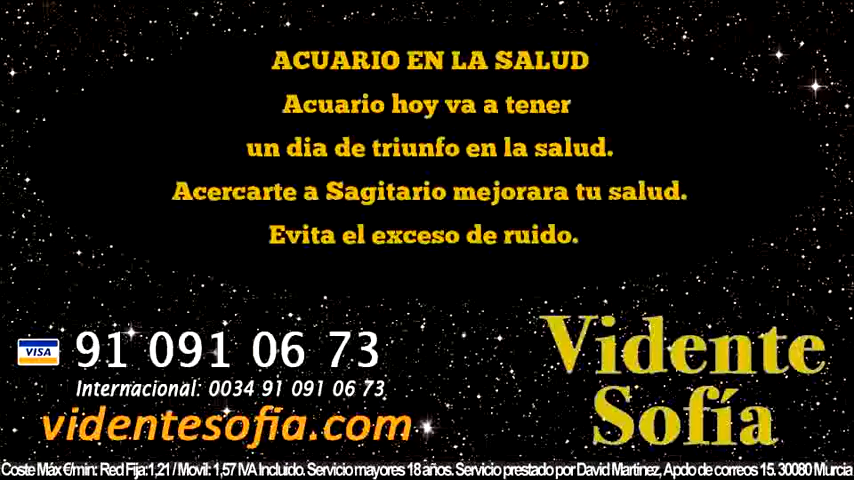 ACUARIO EN LA SALUD
Acuario hoy va a tener
un dia de triunfo en la salud.
Acercarte a Sagitario mejorara tu salud.
Evita el exceso de ruido.
VISA 91 091 06 73
Internacional: 0034 91 091 06 73
videntesofia.com
Vidente
Sofía
Coste Máx €/min: Red Fija:1,21 / Movil: 1,57 IVA Incluido. Servicio mayores 18 años. Servicio prestado por David Martinez, Apdo de correos 15. 30080 Murcia